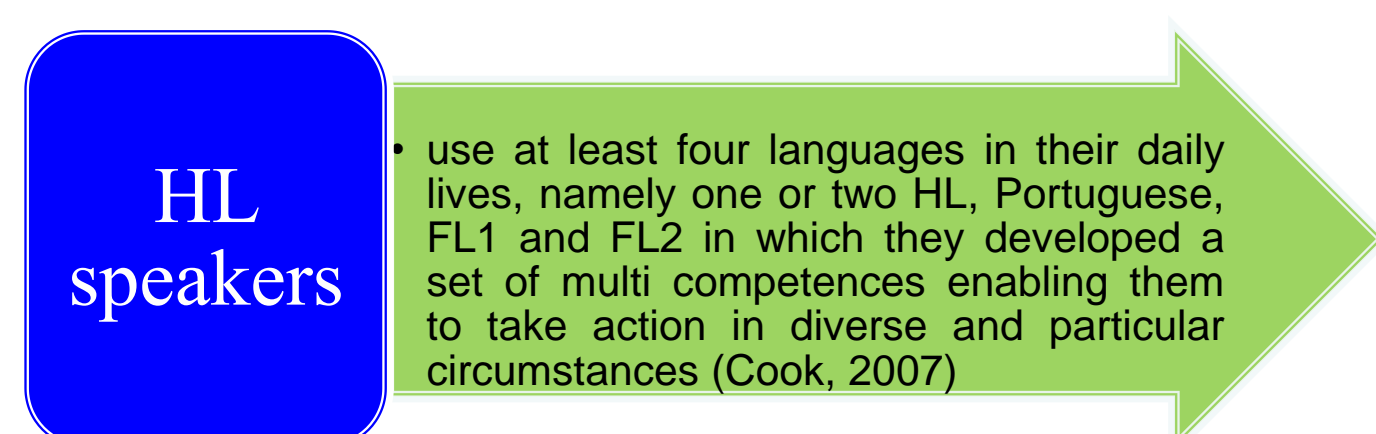 HL
speakers
• use at least four languages in their daily
lives, namely one or two HL, Portuguese,
FL1 and FL2 in which they developed a
set of multi competences enabling them
to take action in diverse and particular
circumstances (Cook, 2007)